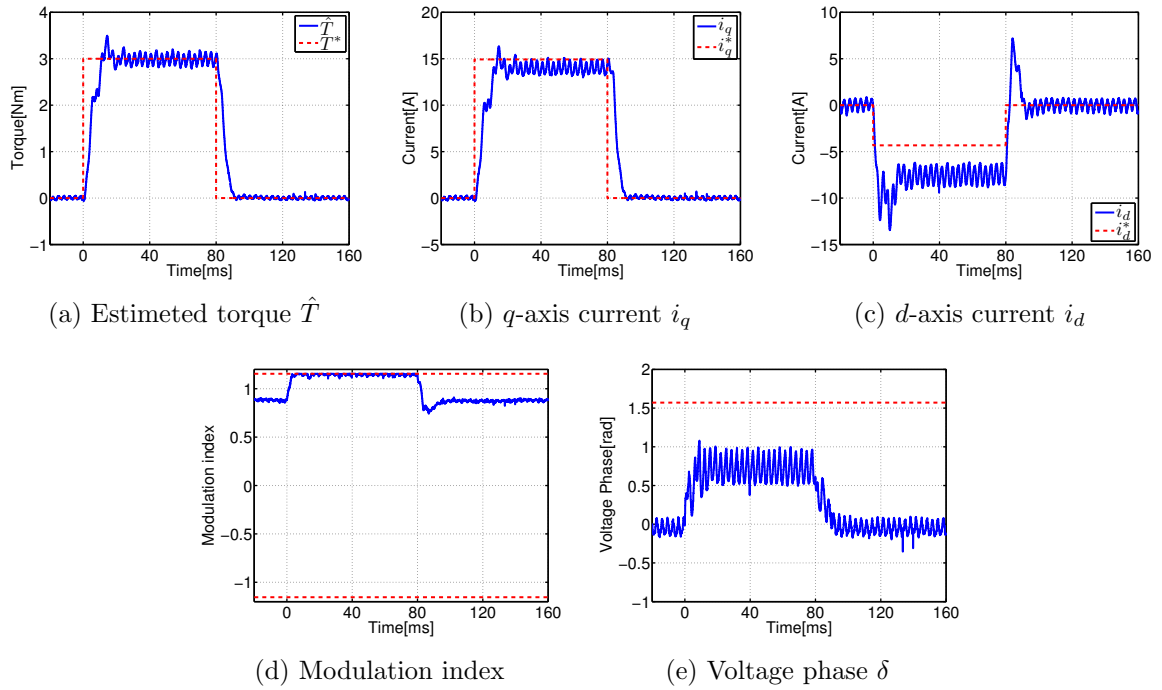 4
3
2
1
0
−1
0 40 80 120 160
Torque[Nm]
Time[ms]
T̂
T*
(a) Estimeted torque T̂
20
15
10
5
0
−5
0 40 80 120 160
Current[A]
Time[ms]
i_q
i_q^*
(b) q-axis current i_q
10
5
0
−5
−10
−15
0 40 80 120 160
Current[A]
Time[ms]
i_d
i_d^*
(c) d-axis current i_d
1
0.5
0
−0.5
−1
0 40 80 120 160
Modulation index
Time[ms]
(d) Modulation index
2
1.5
1
0.5
0
−0.5
−1
0 40 80 120 160
Voltage Phase[rad]
Time[ms]
(e) Voltage phase δ